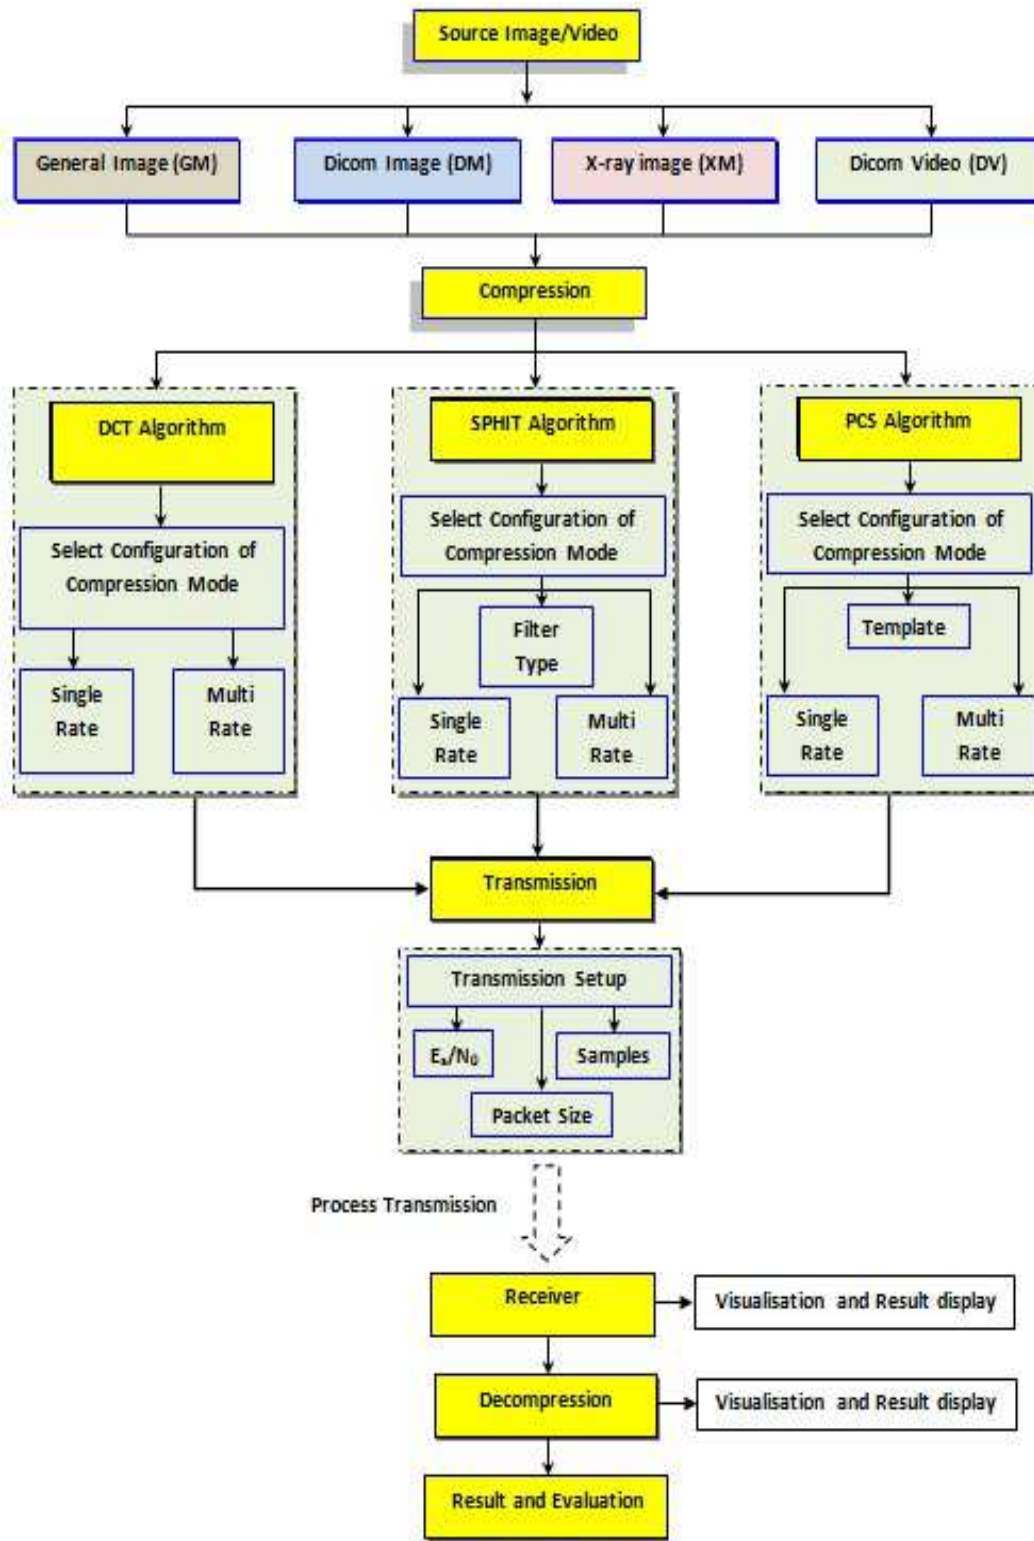 Source Image/Video
General Image (GM)
Dicom Image (DM)
X-ray image (XM)
Dicom Video (DV)
Compression
DCT Algorithm
Select Configuration of
Compression Mode
Single
Rate
Multi
Rate
SPHIT Algorithm
Select Configuration of
Compression Mode
Filter
Type
Single
Rate
Multi
Rate
PCS Algorithm
Select Configuration of
Compression Mode
Template
Single
Rate
Multi
Rate
Transmission
Transmission Setup
Eₛ/N₀
Samples
Packet Size
Process Transmission
Receiver
Visualisation and Result display
Decompression
Visualisation and Result display
Result and Evaluation